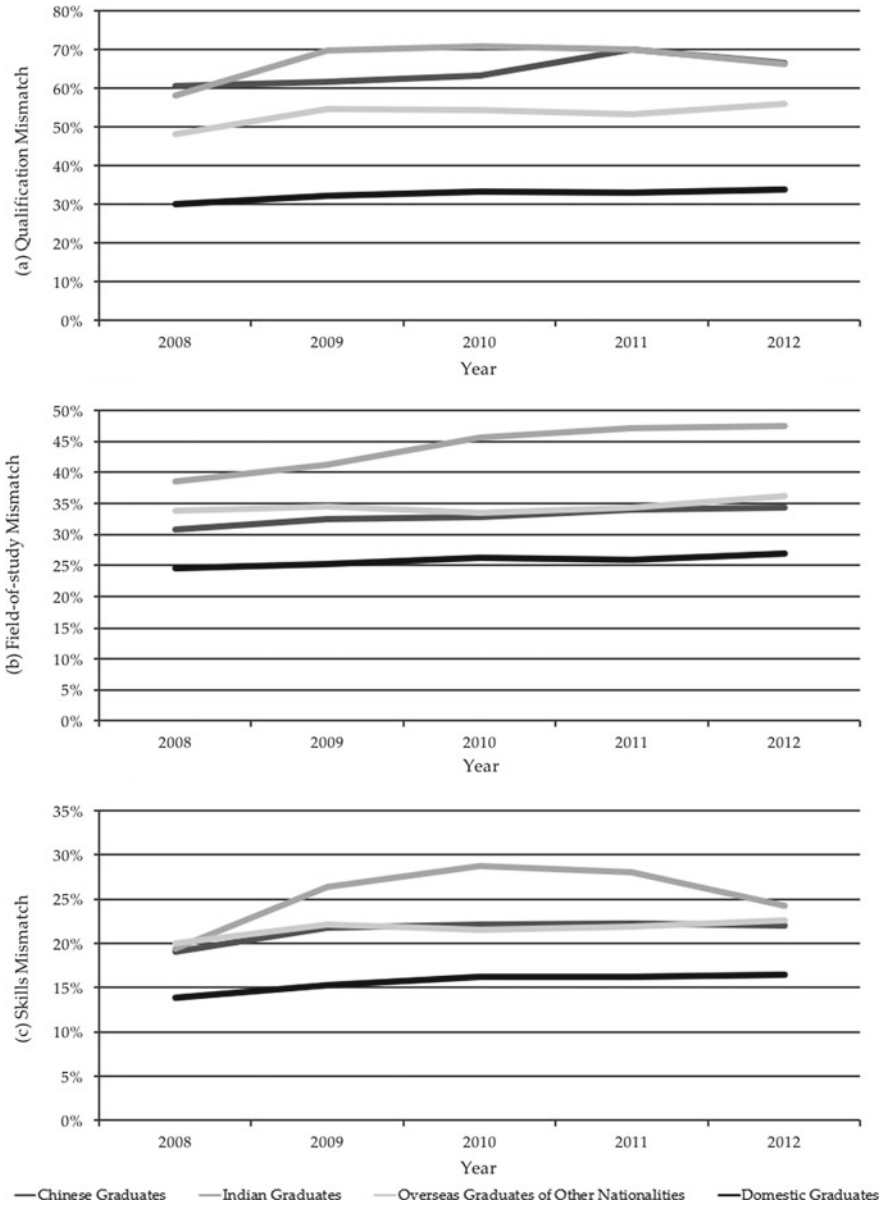 80%
70%
60%
50%
40%
30%
20%
10%
0%
(a) Qualification Mismatch
2008 2009 2010 2011 2012
Year
50%
45%
40%
35%
30%
25%
20%
15%
10%
5%
0%
(b) Field-of-study Mismatch
2008 2009 2010 2011 2012
Year
35%
30%
25%
20%
15%
10%
5%
0%
(c) Skills Mismatch
2008 2009 2010 2011 2012
Year
Chinese Graduates Indian Graduates Overseas Graduates of Other Nationalities Domestic Graduates